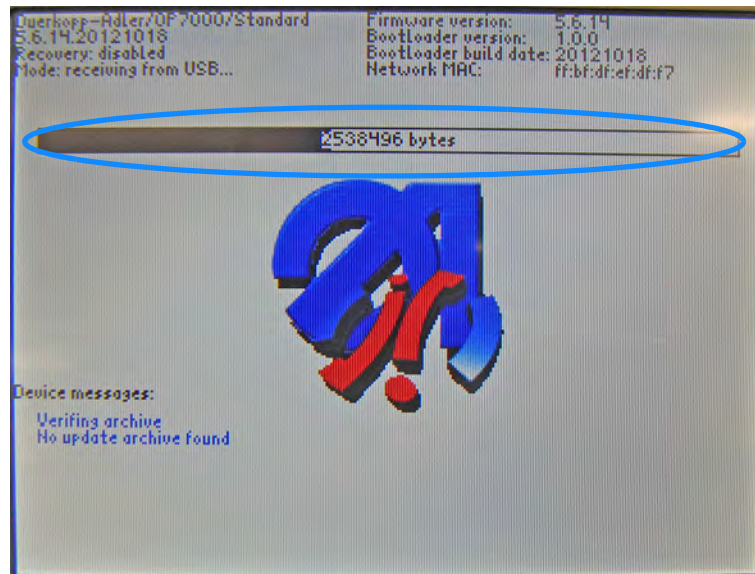 Duerkopp-Adler/OP7000/Standard
5.6.14.20121018
Recovery: disabled
Mode: receiving from USB...
Firmware version: 5.6.14
Bootloader version: 1.0.0
Bootloader build date: 20121018
Network MAC: ff:bf:df:ef:df:f7
2538496 bytes
Device messages:
Verifing archive
No update archive found